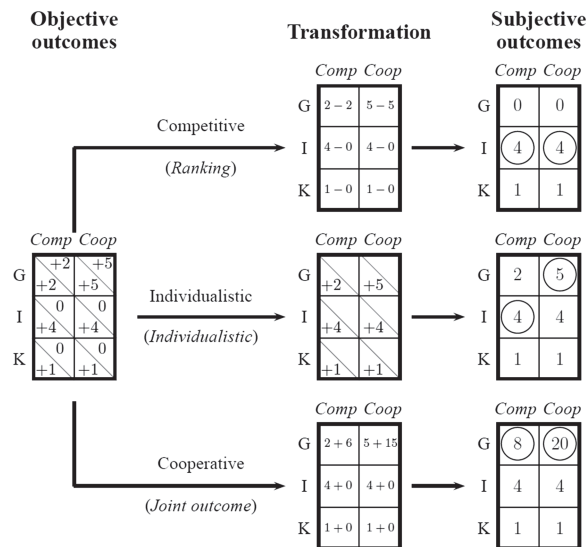 Objective outcomes
Transformation
Subjective outcomes
Comp Coop
Comp Coop
Competitive
(Ranking)
G 2 − 2 5 − 5
I 4 − 0 4 − 0
K 1 − 0 1 − 0
G 0 0
I 4 4
K 1 1
Comp Coop
G +2 +2 +5 +5
I 0 +4 0 +4
K 0 +1 0 +1
Individualistic
(Individualistic)
Comp Coop
G +2 +5
I +4 +4
K +1 +1
Comp Coop
G 2 5
I 4 4
K 1 1
Cooperative
(Joint outcome)
Comp Coop
G 2 + 6 5 + 15
I 4 + 0 4 + 0
K 1 + 0 1 + 0
Comp Coop
G 8 20
I 4 4
K 1 1